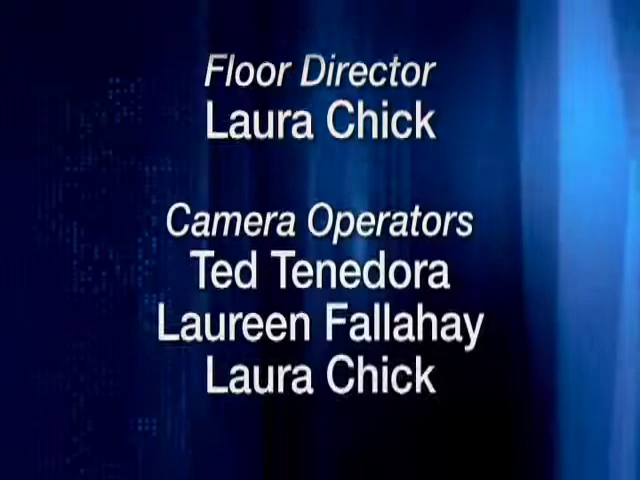 Floor Director
Laura Chick
Camera Operators
Ted Tenedora
Laureen Fallahay
Laura Chick